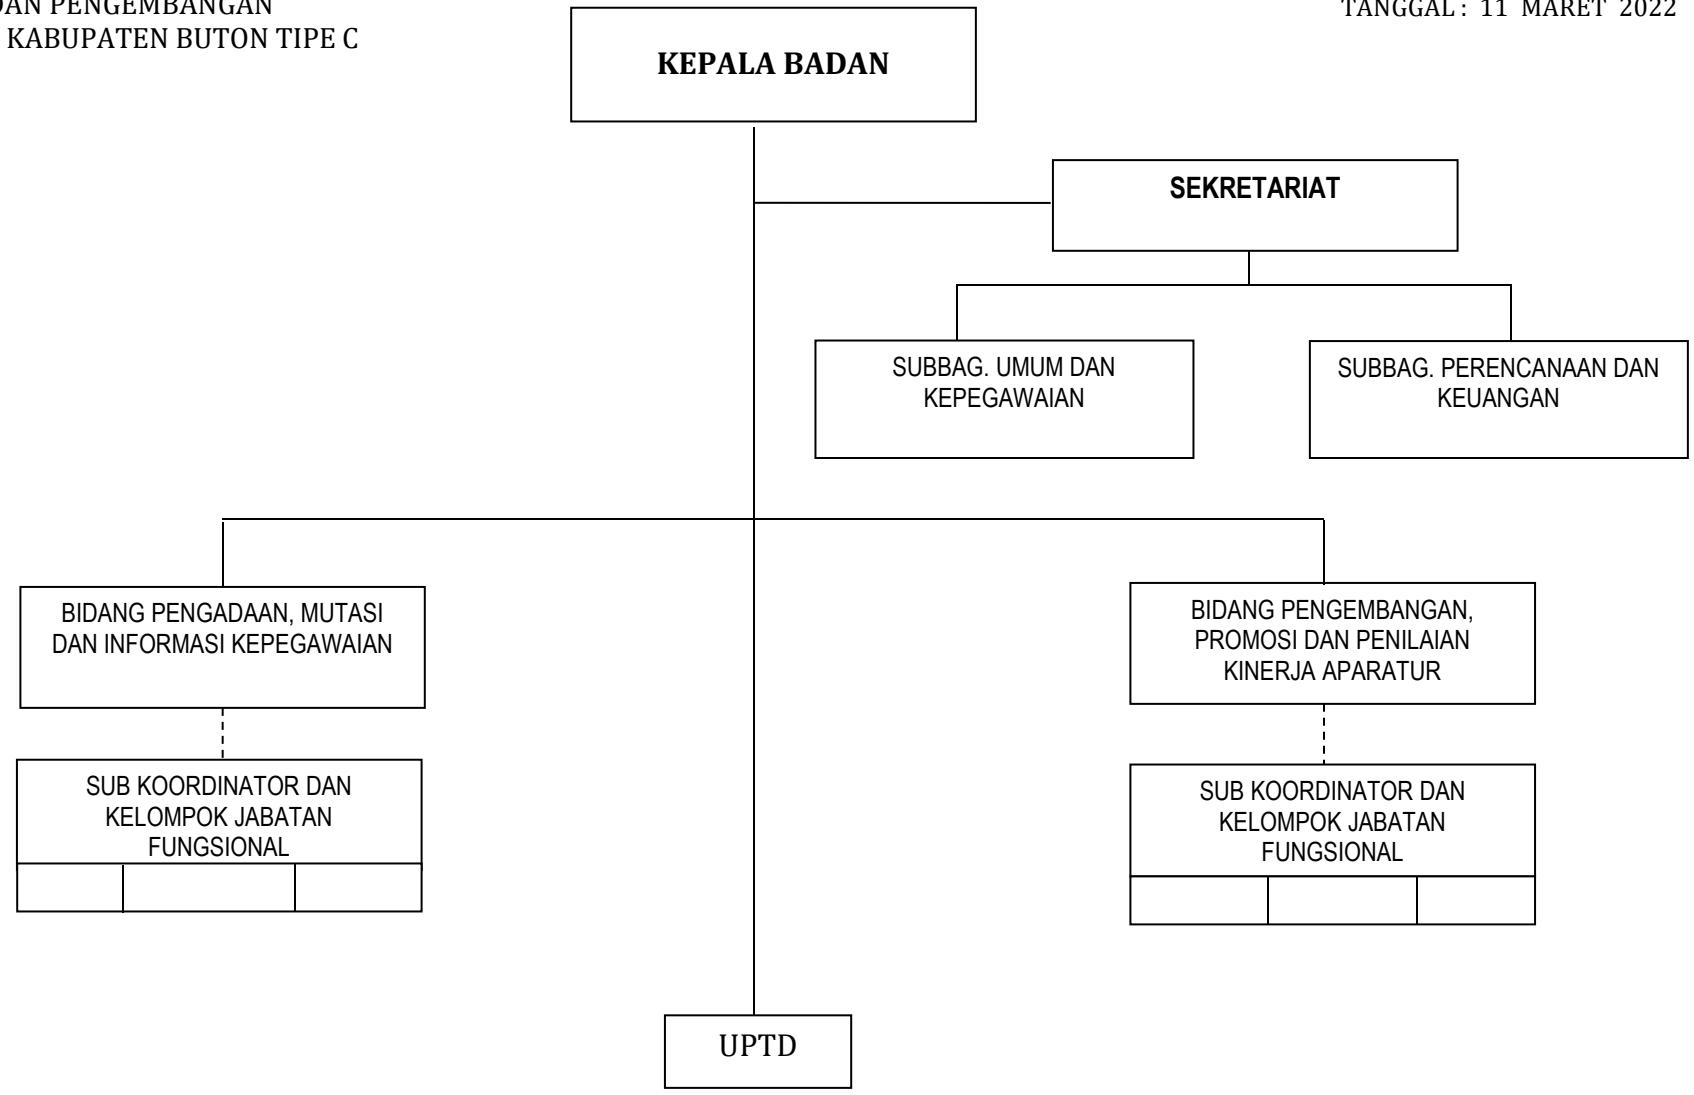 DAN PENGEMBANGAN
KABUPATEN BUTON TIPE C
TANGGAL : 11 MARET 2022
KEPALA BADAN
SEKRETARIAT
SUBBAG. UMUM DAN
KEPEGAWAIAN
SUBBAG. PERENCANAAN DAN
KEUANGAN
BIDANG PENGADAAN, MUTASI
DAN INFORMASI KEPEGAWAIAN
BIDANG PENGEMBANGAN,
PROMOSI DAN PENILAIAN
KINERJA APARATUR
SUB KOORDINATOR DAN
KELOMPOK JABATAN
FUNGSIONAL
SUB KOORDINATOR DAN
KELOMPOK JABATAN
FUNGSIONAL
UPTD